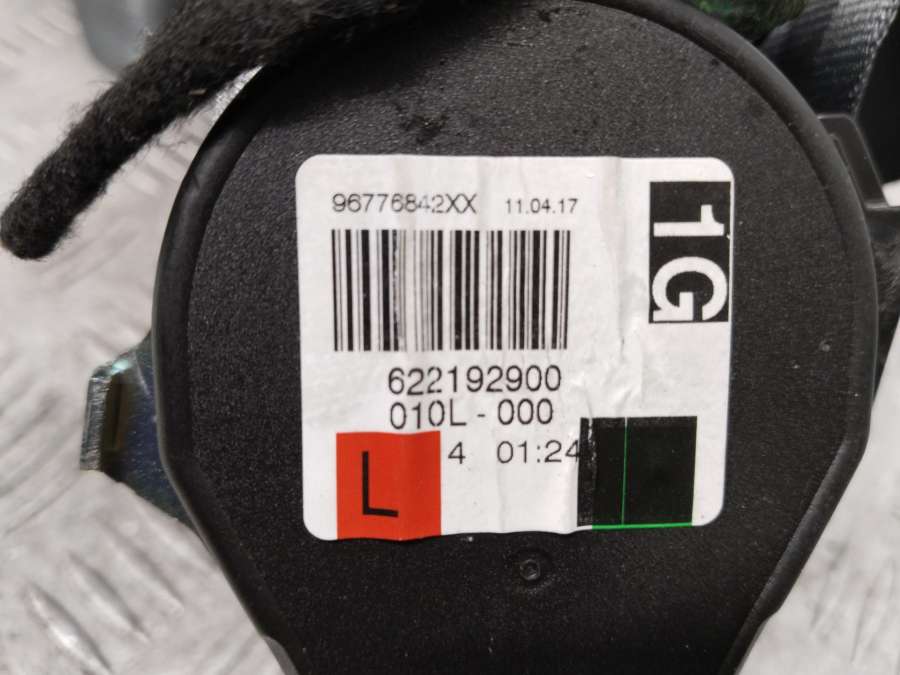 96776842XX 11.04.17
1G
622192900
010L - 000
4 01:24
L